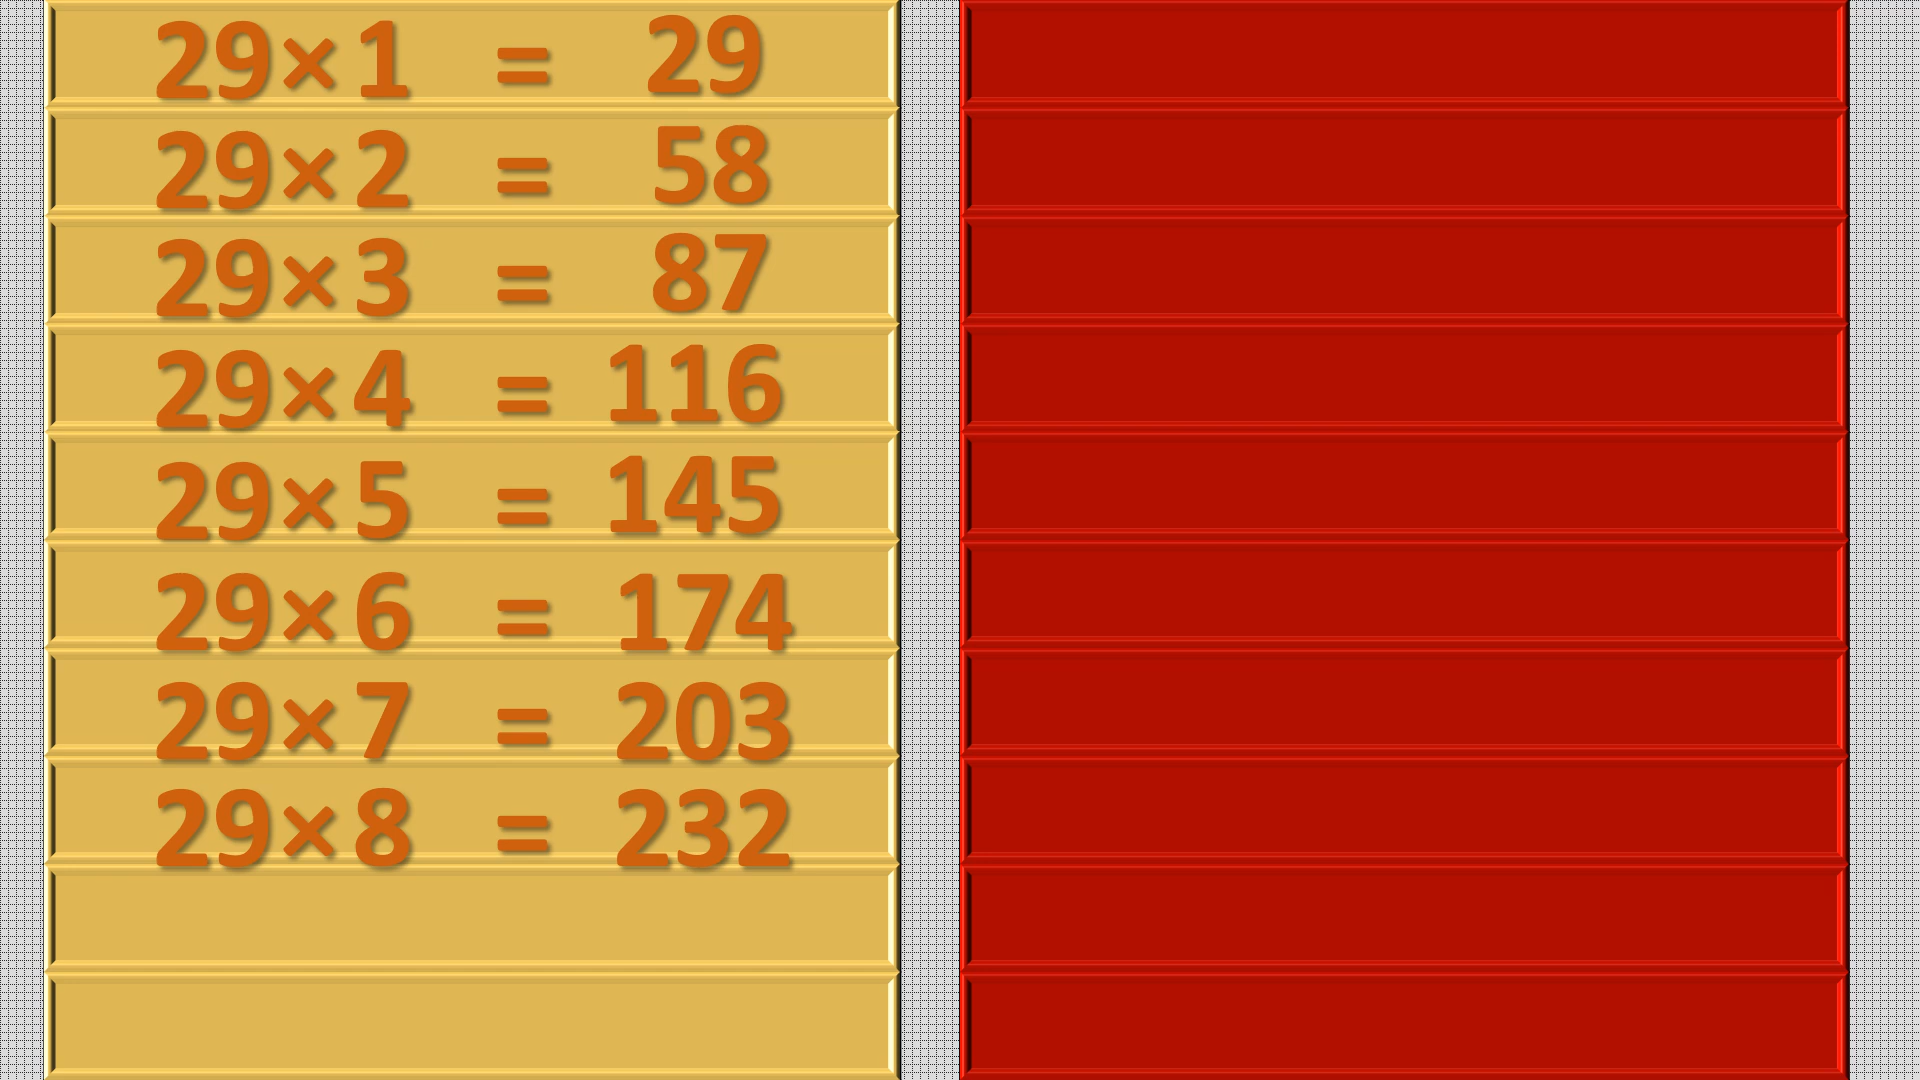 29×1 = 29
29×2 = 58
29×3 = 87
29×4 = 116
29×5 = 145
29×6 = 174
29×7 = 203
29×8 = 232